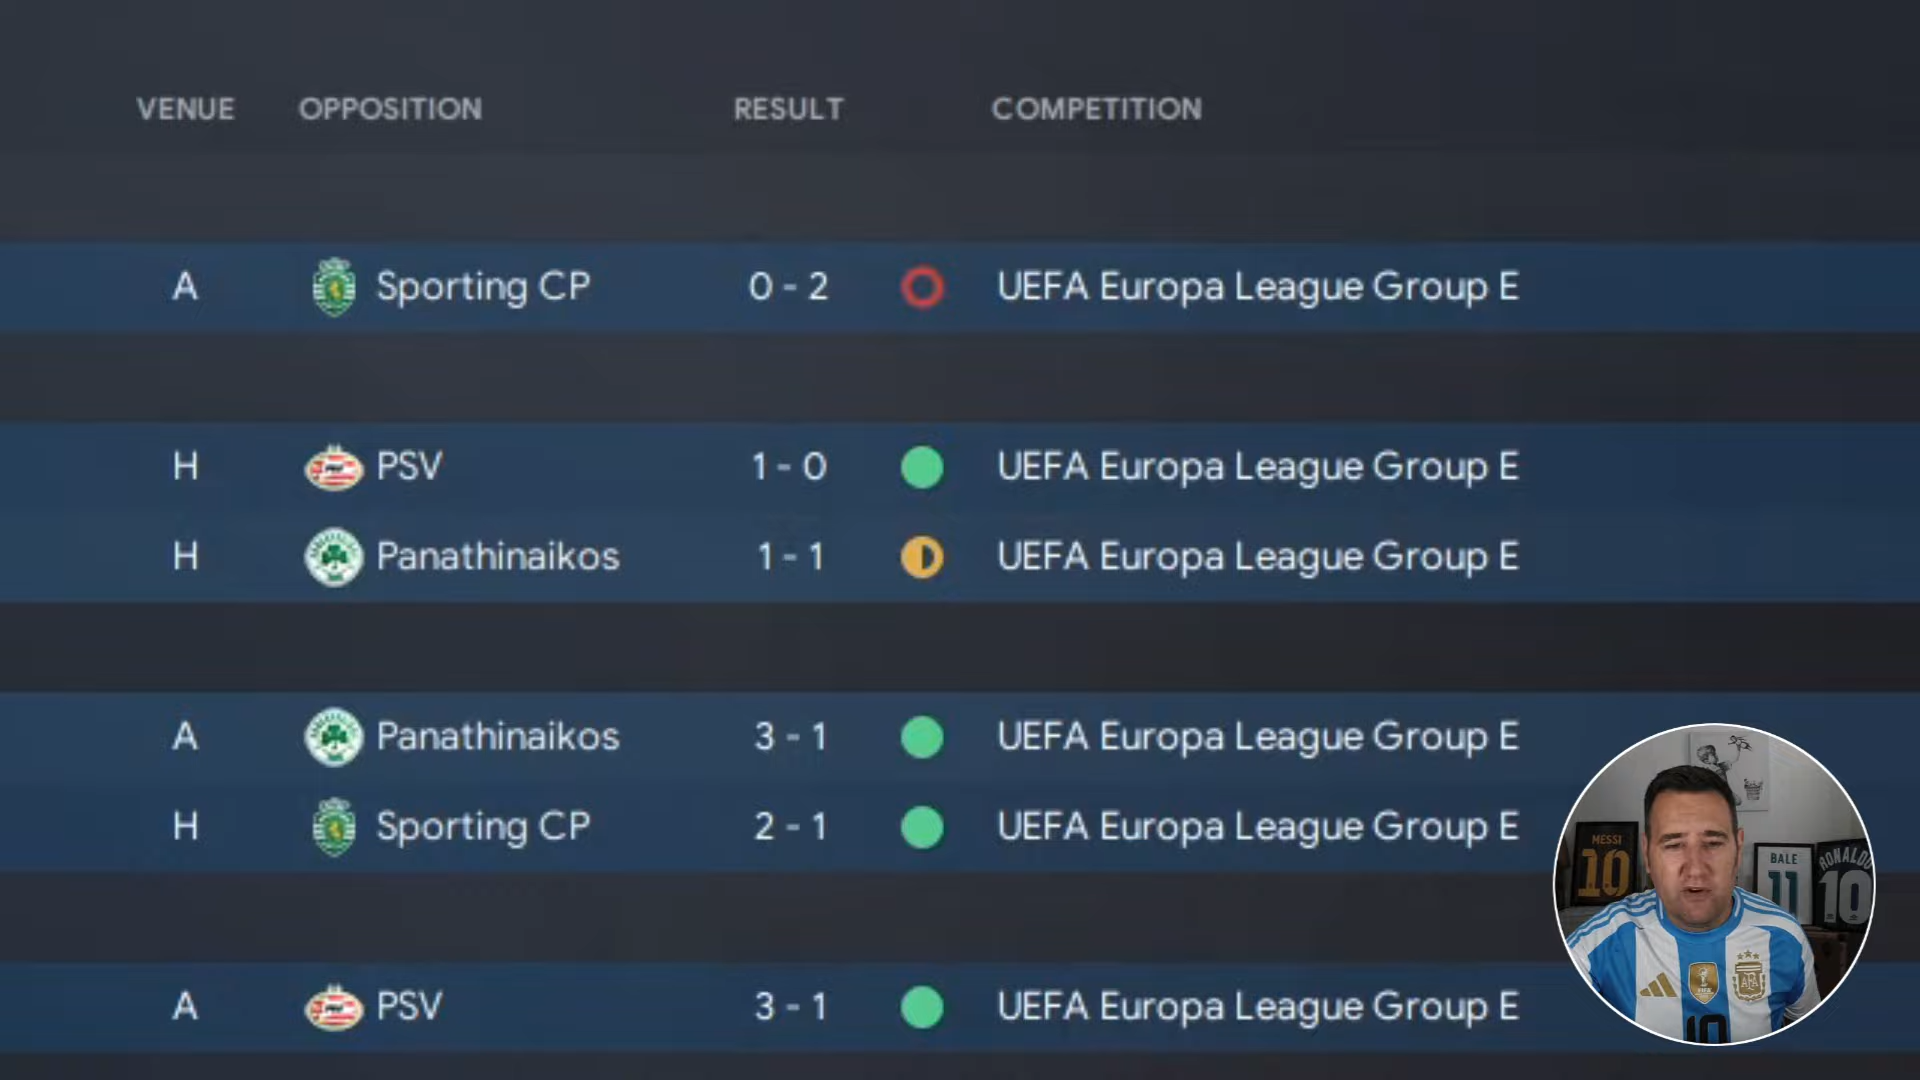 VENUE OPPOSITION RESULT COMPETITION
A Sporting CP 0 - 2 UEFA Europa League Group E
H PSV 1 - 0 UEFA Europa League Group E
H Panathinaikos 1 - 1 UEFA Europa League Group E
A Panathinaikos 3 - 1 UEFA Europa League Group E
H Sporting CP 2 - 1 UEFA Europa League Group E
A PSV 3 - 1 UEFA Europa League Group E
MESSI
10
BALE
11
RONALDO
10
AFA
10